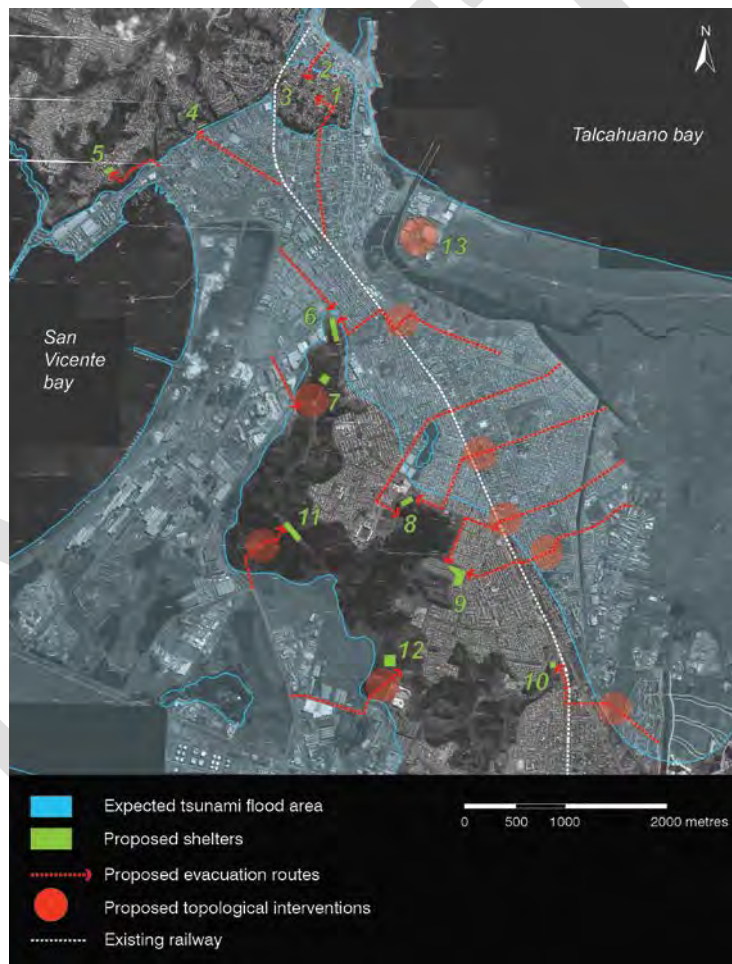 N
Talcahuano bay
2
3
1
4
5
13
San
Vicente
bay
6
7
11
8
9
12
10
Expected tsunami flood area
Proposed shelters
Proposed evacuation routes
Proposed topological interventions
Existing railway
0 500 1000 2000 metres